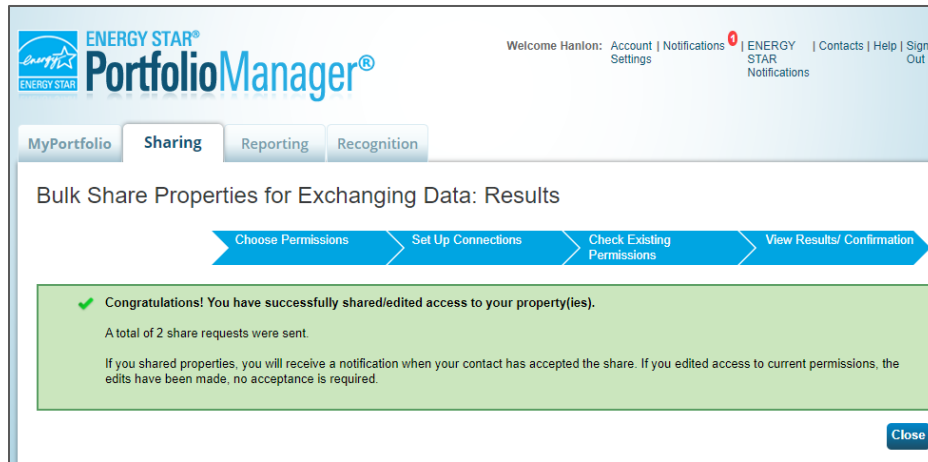 ENERGY STAR®
PortfolioManager®
energy
ENERGY STAR
Welcome Hanlon: Account Settings | Notifications 1 | ENERGY STAR Notifications | Contacts | Help | Sign Out
MyPortfolio Sharing Reporting Recognition
Bulk Share Properties for Exchanging Data: Results
Choose Permissions Set Up Connections Check Existing Permissions View Results/ Confirmation
Congratulations! You have successfully shared/edited access to your property(ies).
A total of 2 share requests were sent.
If you shared properties, you will receive a notification when your contact has accepted the share. If you edited access to current permissions, the
edits have been made, no acceptance is required.
Close